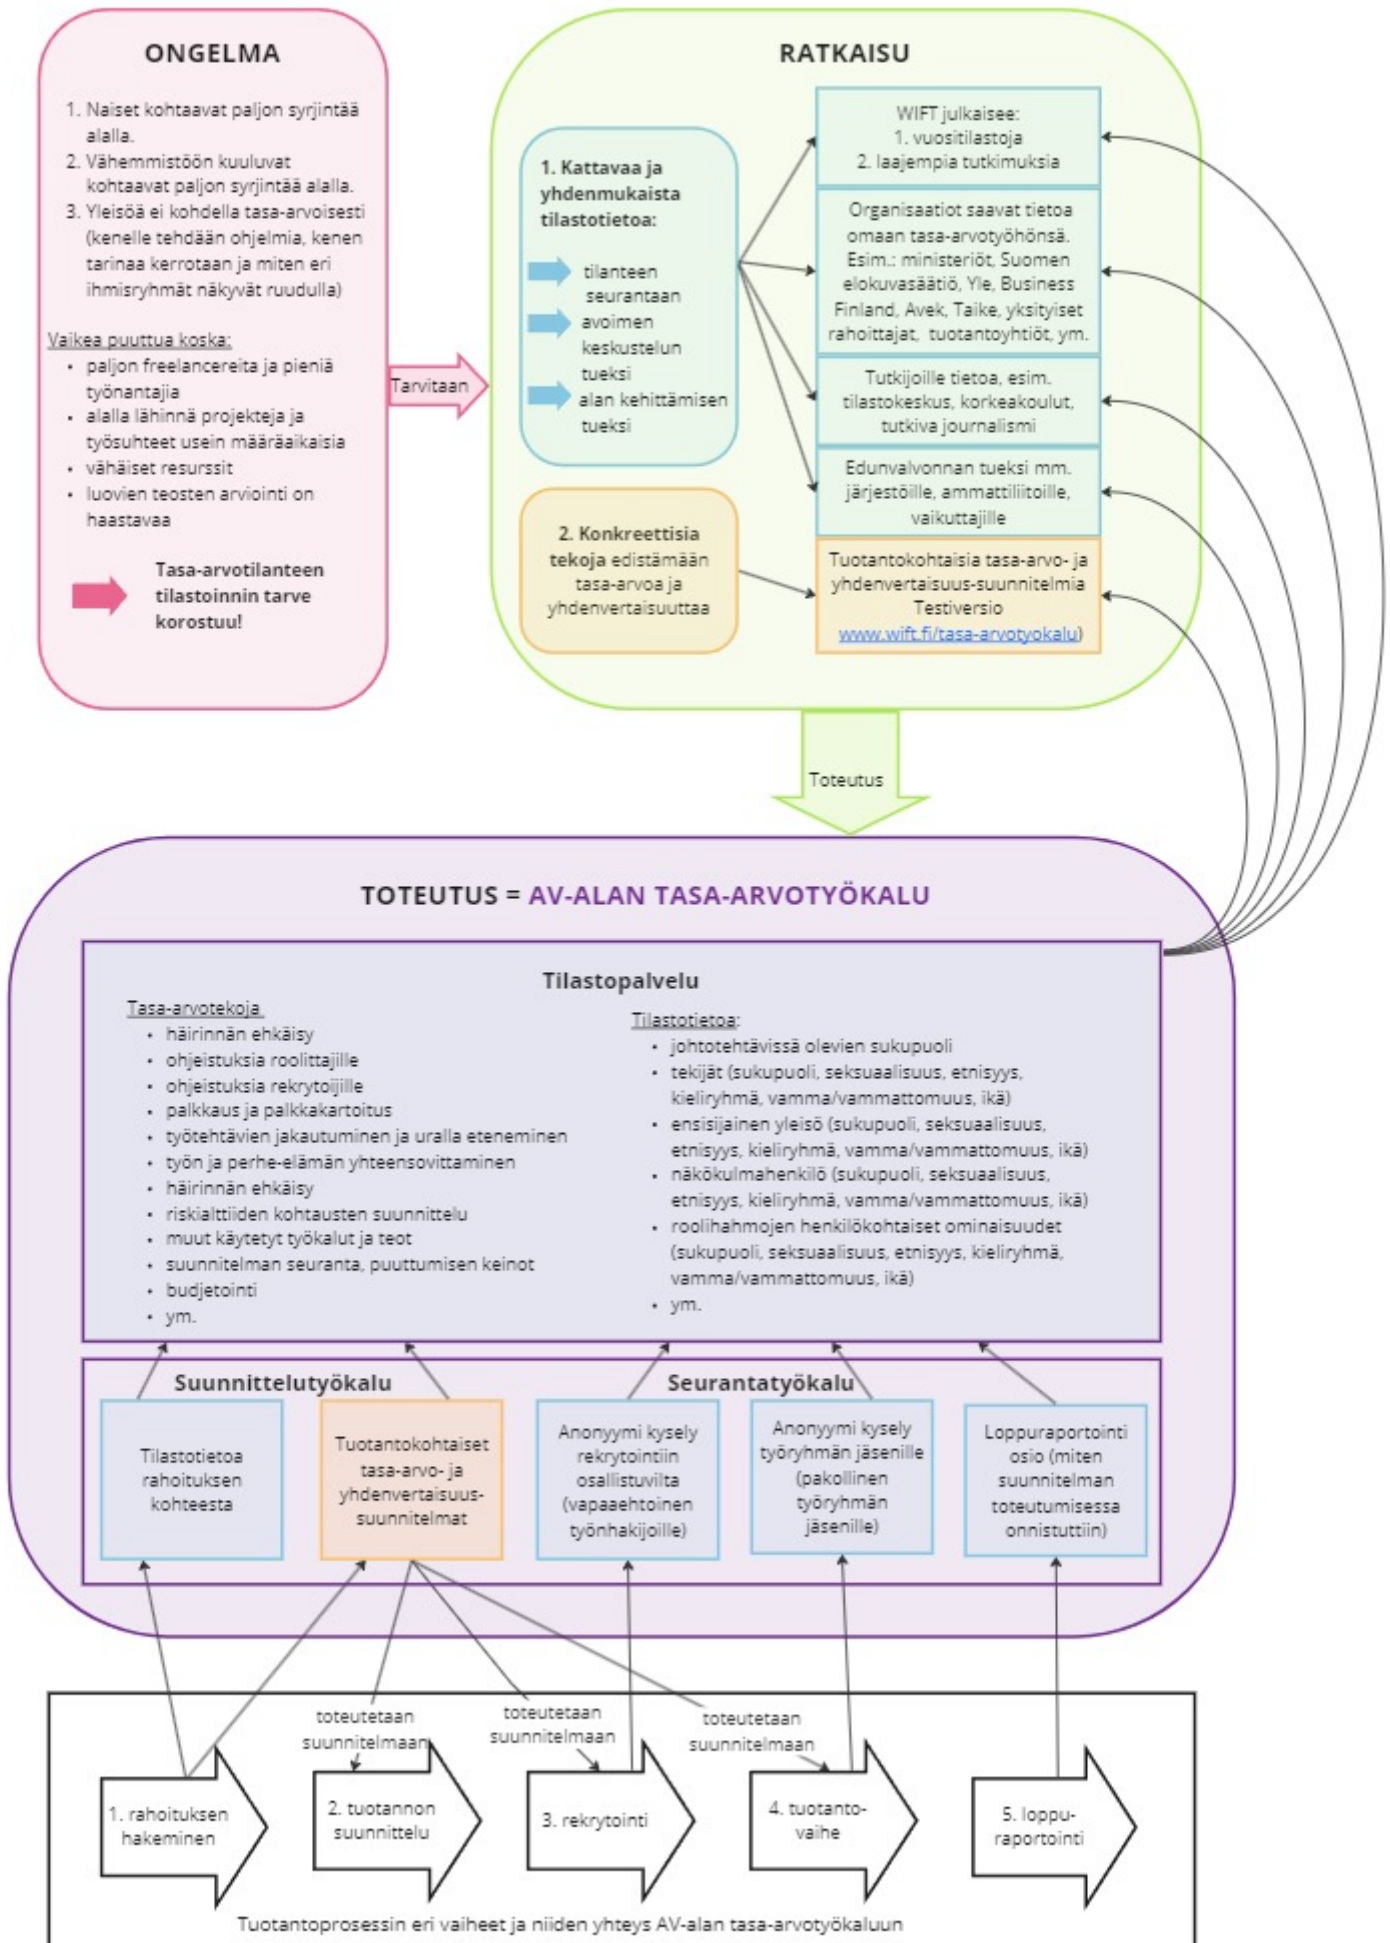 ONGELMA
1. Naiset kohtaavat paljon syrjintää
alalla.
2. Vähemmistöön kuuluvat
kohtaavat paljon syrjintää alalla.
3. Yleisöä ei kohdella tasa-arvoisesti
(kenelle tehdään ohjelmia, kenen
tarinaa kerrotaan ja miten eri
ihmisryhmät näkyvät ruudulla)
Vaikea puuttua koska:
• paljon freelancereita ja pieniä
työnantajia
• alalla lähinnä projekteja ja
työsuhteet usein määräaikaisia
• vähäiset resurssit
• luovien teosten arviointi on
haastavaa
Tasa-arvotilanteen
tilastoinnin tarve
korostuu!
Tarvitaan
RATKAISU
1. Kattavaa ja
yhdenmukaista
tilastotietoa:
tilanteen
seurantaan
avoimen
keskustelun
tueksi
alan kehittämisen
tueksi
2. Konkreettisia
tekoja edistämään
tasa-arvoa ja
yhdenvertaisuuttaa
WIFT julkaisee:
1. vuositilastoja
2. laajempia tutkimuksia
Organisaatiot saavat tietoa
omaan tasa-arvotyöhönsä.
Esim.: ministeriöt, Suomen
elokuvasäätiö, Yle, Business
Finland, Avek, Taike, yksityiset
rahoittajat, tuotantoyhtiöt, ym.
Tutkijoille tietoa, esim.
tilastokeskus, korkeakoulut,
tutkiva journalismi
Edunvalvonnan tueksi mm.
järjestöille, ammattiliitoille,
vaikuttajille
Tuotantokohtaisia tasa-arvo- ja
yhdenvertaisuus-suunnitelmia
Testiversio
www.wift.fi/tasa-arvotyokalu)
Toteutus
TOTEUTUS = AV-ALAN TASA-ARVOTYÖKALU
Tilastopalvelu
Tasa-arvotekoja
• häirinnän ehkäisy
• ohjeistuksia roolittajille
• ohjeistuksia rekrytoijille
• palkkaus ja palkkakartoitus
• työtehtävien jakautuminen ja uralla eteneminen
• työn ja perhe-elämän yhteensovittaminen
• häirinnän ehkäisy
• riskialttiiden kohtausten suunnittelu
• muut käytetyt työkalut ja teot
• suunnitelman seuranta, puuttumisen keinot
• budjetointi
• ym.
Tilastotietoa:
• johtotehtävissä olevien sukupuoli
• tekijät (sukupuoli, seksuaalisuus, etnisyys,
kieliryhmä, vamma/vammattomuus, ikä)
• ensisijainen yleisö (sukupuoli, seksuaalisuus,
etnisyys, kieliryhmä, vamma/vammattomuus, ikä)
• näkökulmahenkilö (sukupuoli, seksuaalisuus,
etnisyys, kieliryhmä, vamma/vammattomuus, ikä)
• roolihahmojen henkilökohtaiset ominaisuudet
(sukupuoli, seksuaalisuus, etnisyys, kieliryhmä,
vamma/vammattomuus, ikä)
• ym.
Suunnittelutyökalu
Tilastotietoa
rahoituksen
kohteesta
Tuotantokohtaiset
tasa-arvo- ja
yhdenvertaisuus-
suunnitelmat
Seurantatyökalu
Anonyymi kysely
rekrytointiin
osallistuvilta
(vapaaehtoinen
työnhakijoille)
Anonyymi kysely
työryhmän jäsenille
(pakollinen
työryhmän
jäsenille)
Loppuraportointi
osio (miten
suunnitelman
toteutumisessa
onnistuttiin)
toteutetaan
suunnitelmaan
toteutetaan
suunnitelmaan
toteutetaan
suunnitelmaan
1. rahoituksen
hakeminen
2. tuotannon
suunnittelu
3. rekrytointi
4. tuotanto-
vaihe
5. loppu-
raportointi
Tuotantoprosessin eri vaiheet ja niiden yhteys AV-alan tasa-arvotyökaluun